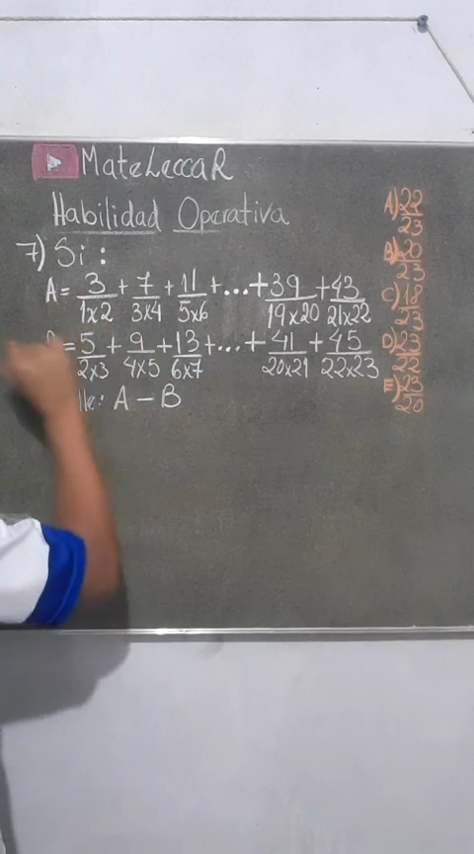 MateLeccaR
Habilidad Operativa
7) Si:
A = 3/1x2 + 7/3x4 + 11/5x6 + ... + 39/19x20 + 43/21x22
= 5/2x3 + 9/4x5 + 13/6x7 + ... + 41/20x21 + 45/22x23
lle: A - B
A) 22/23
B) 20/23
C) 18/23
D) 23/22
E) 23/20